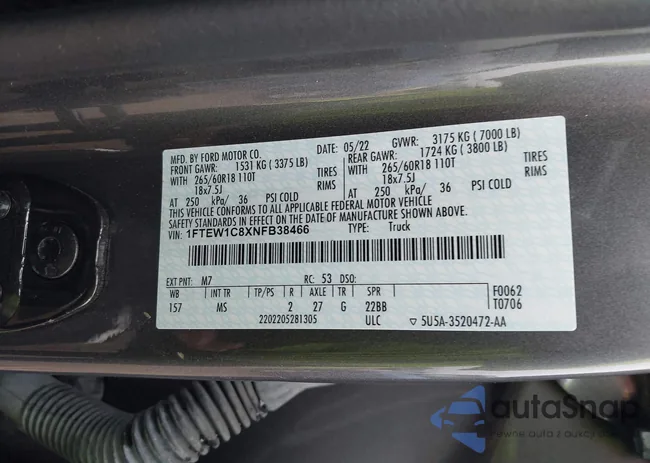 MFD. BY FORD MOTOR CO. DATE: 05/22 GVWR: 3175 KG ( 7000 LB)
FRONT GAWR: 1531 KG ( 3375 LB) REAR GAWR: 1724 KG ( 3800 LB)
WITH 265/60R18 110T TIRES WITH 265/60R18 110T TIRES
18x7.5J RIMS 18x7.5J RIMS
AT 250 kPa/ 36 PSI COLD AT 250 kPa/ 36 PSI COLD
THIS VEHICLE CONFORMS TO ALL APPLICABLE FEDERAL MOTOR VEHICLE
SAFETY STANDARDS IN EFFECT ON THE DATE OF MANUFACTURE SHOWN ABOVE.
VIN: 1FTEW1C8XNFB38466 TYPE: Truck
EXT PNT: M7 RC: 53 DSO: F0062
WB INT TR TP/PS R AXLE TR SPR T0706
157 MS 2 27 G 22BB
2202205281305 ULC ▽ 5U5A-3520472-AA
autaSnap
Pewne auta z aukcji